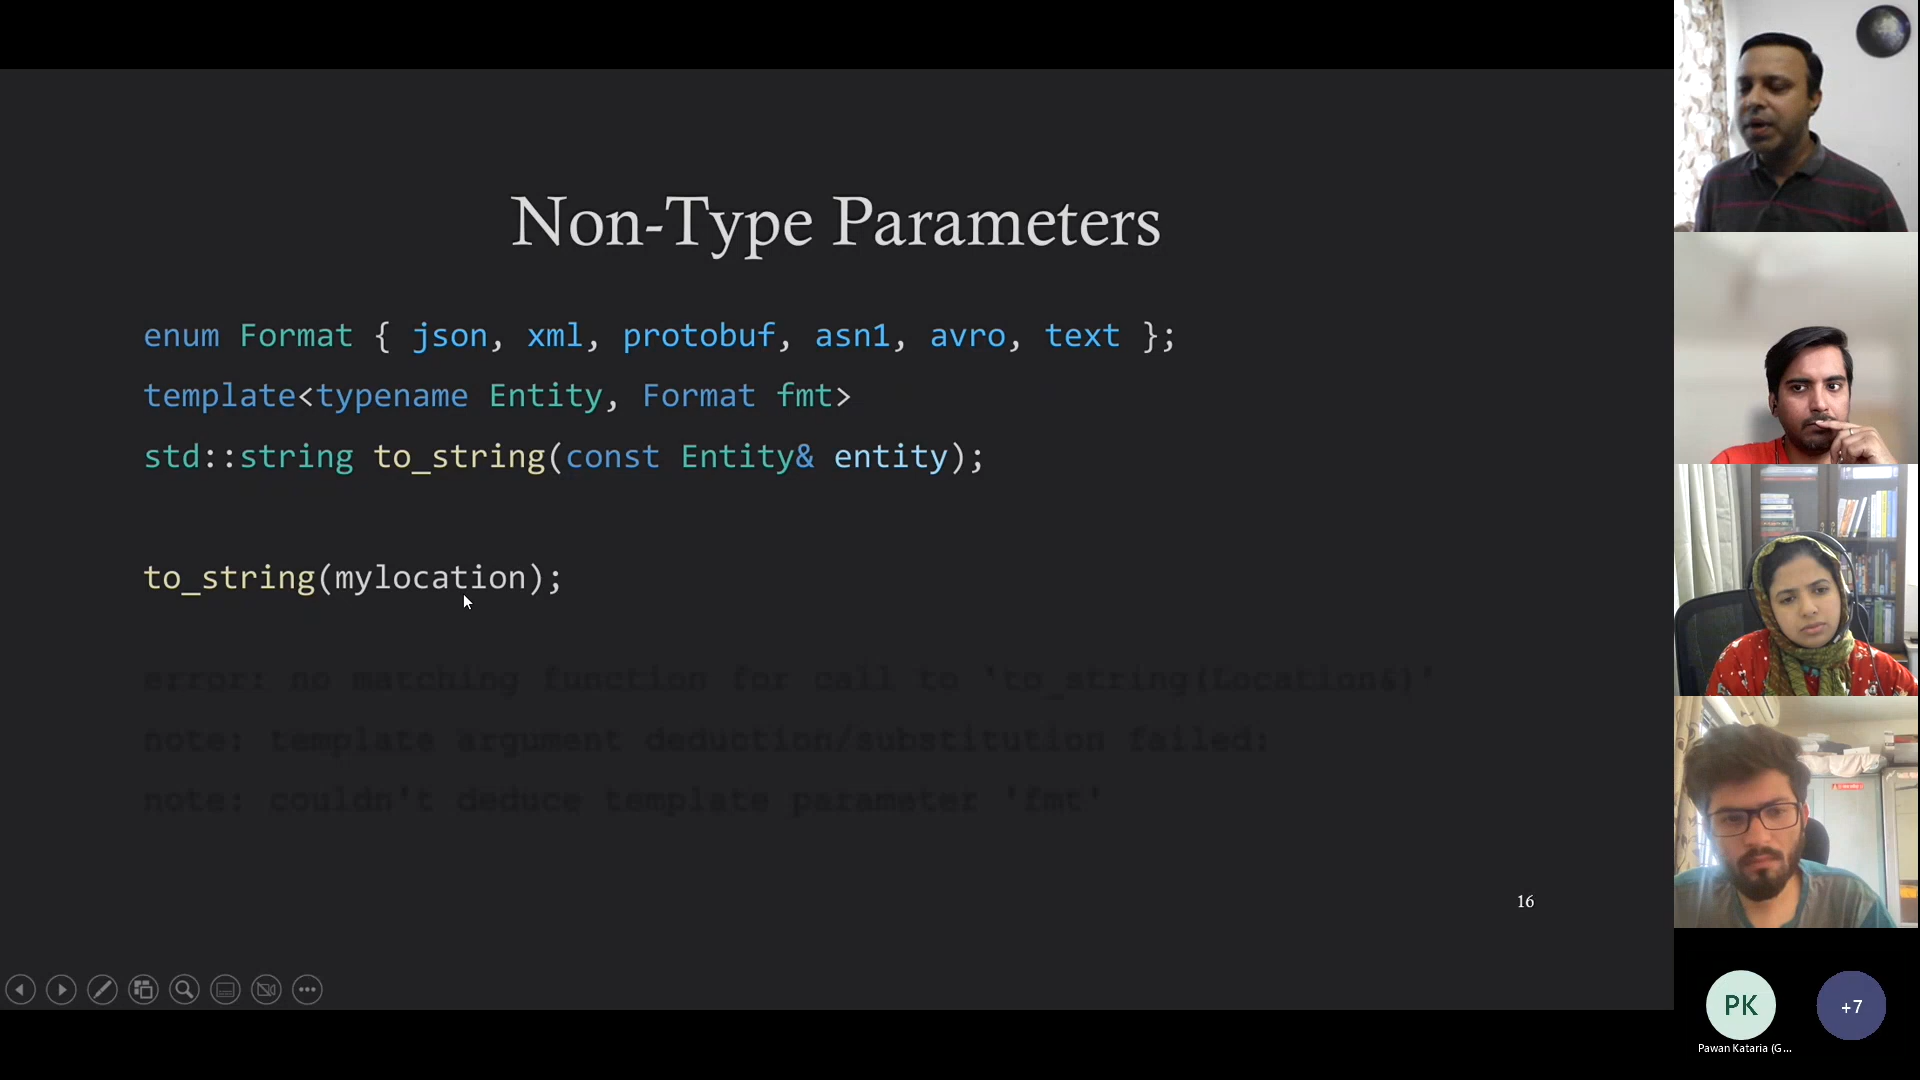 Non-Type Parameters
enum Format { json, xml, protobuf, asn1, avro, text };
template<typename Entity, Format fmt>
std::string to_string(const Entity& entity);
to_string(mylocation);
error: no matching function for call to 'to_string(Location&)'
note: template argument deduction/substitution failed:
note: couldn't deduce template parameter 'fmt'
16
PK
+7
Pawan Kataria (G...